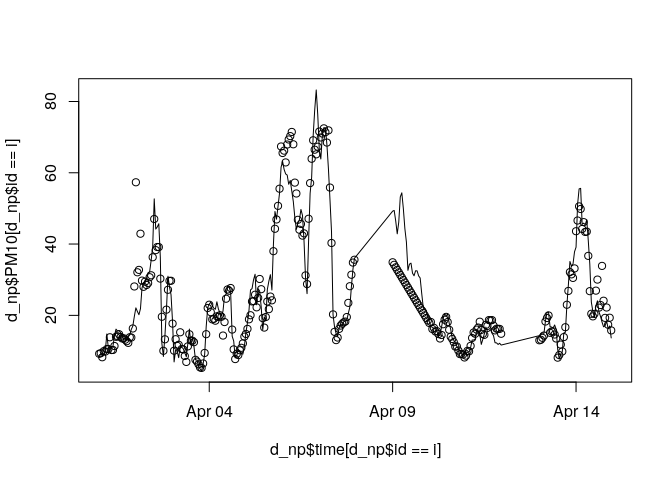 d_np$PM10[d_np$id == i]
80
60
40
20
Apr 04
Apr 09
Apr 14
d_np$time[d_np$id == i]